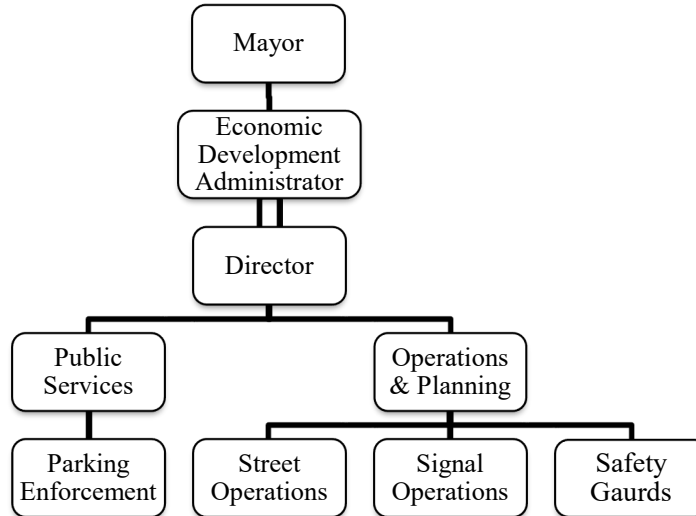 Mayor
Economic
Development
Administrator
Director
Public
Services
Operations
& Planning
Parking
Enforcement
Street
Operations
Signal
Operations
Safety
Gaurds